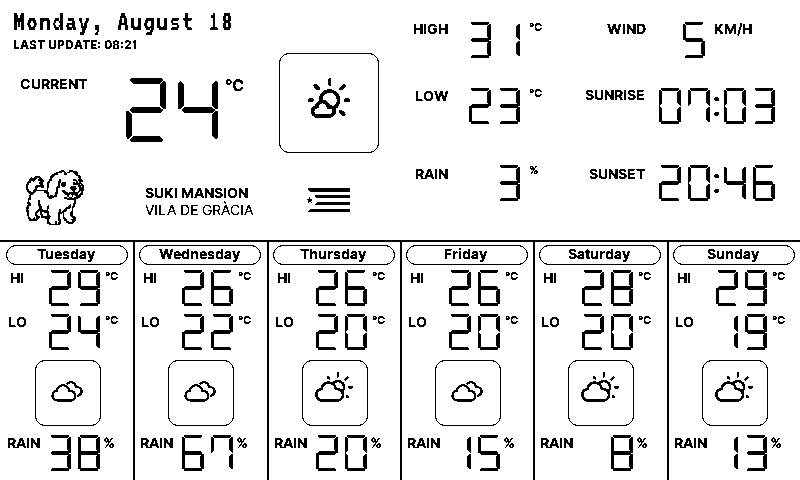 Monday, August 18
LAST UPDATE: 08:21
CURRENT 24 °C
HIGH 31 °C
WIND 5 KM/H
LOW 23 °C
SUNRISE 07:03
RAIN 3 %
SUNSET 20:46
SUKI MANSION
VILA DE GRÀCIA
Tuesday
HI 29 °C
LO 24 °C
RAIN 38 %
Wednesday
HI 26 °C
LO 22 °C
RAIN 67 %
Thursday
HI 26 °C
LO 20 °C
RAIN 20 %
Friday
HI 26 °C
LO 20 °C
RAIN 15 %
Saturday
HI 28 °C
LO 20 °C
RAIN 8 %
Sunday
HI 29 °C
LO 19 °C
RAIN 13 %